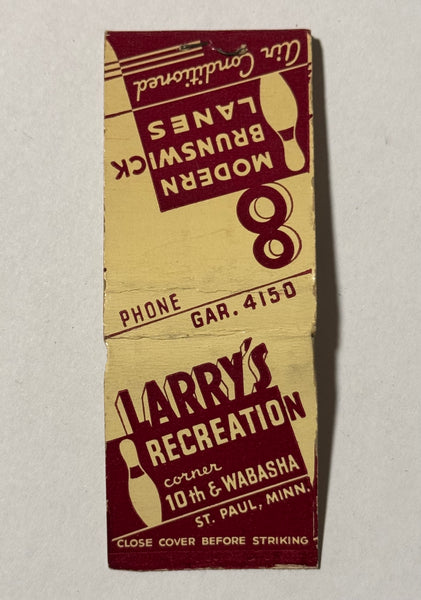 8
MODERN
BRUNSWICK
LANES
Air Conditioned
PHONE GAR. 4150
LARRY'S
RECREATION
corner
10th & WABASHA
ST. PAUL, MINN.
CLOSE COVER BEFORE STRIKING